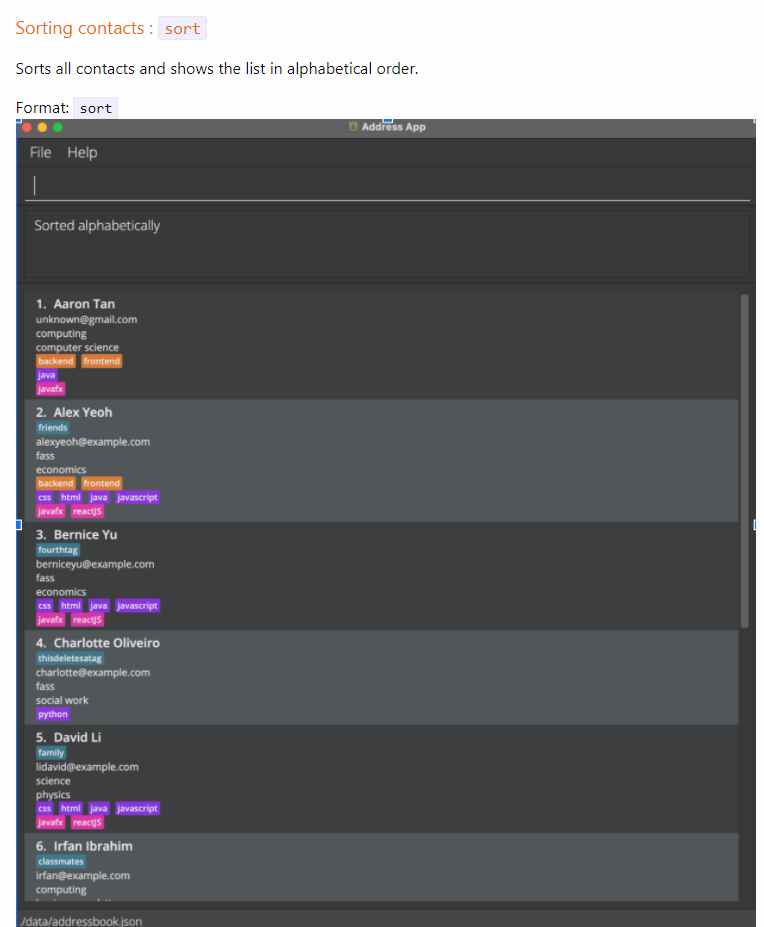 Sorting contacts : sort
Sorts all contacts and shows the list in alphabetical order.
Format: sort
Address App
File Help
Sorted alphabetically
1. Aaron Tan
unknown@gmail.com
computing
computer science
backend frontend
java
javafx
2. Alex Yeoh
friends
alexyeoh@example.com
fass
economics
backend frontend
css html java javascript
javafx reactJS
3. Bernice Yu
fourthtag
berniceyu@example.com
fass
economics
css html java javascript
javafx reactJS
4. Charlotte Oliveiro
thisdeletesatag
charlotte@example.com
fass
social work
python
5. David Li
family
lidavid@example.com
science
physics
css html java javascript
javafx reactJS
6. Irfan Ibrahim
classmates
irfan@example.com
computing
./data/addressbook.json